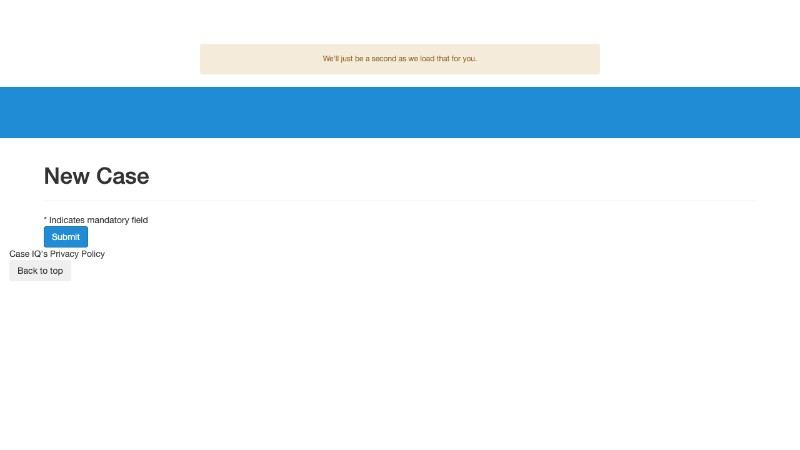 We'll just be a second as we load that for you.
New Case
* Indicates mandatory field
Submit
Case IQ's Privacy Policy
Back to top